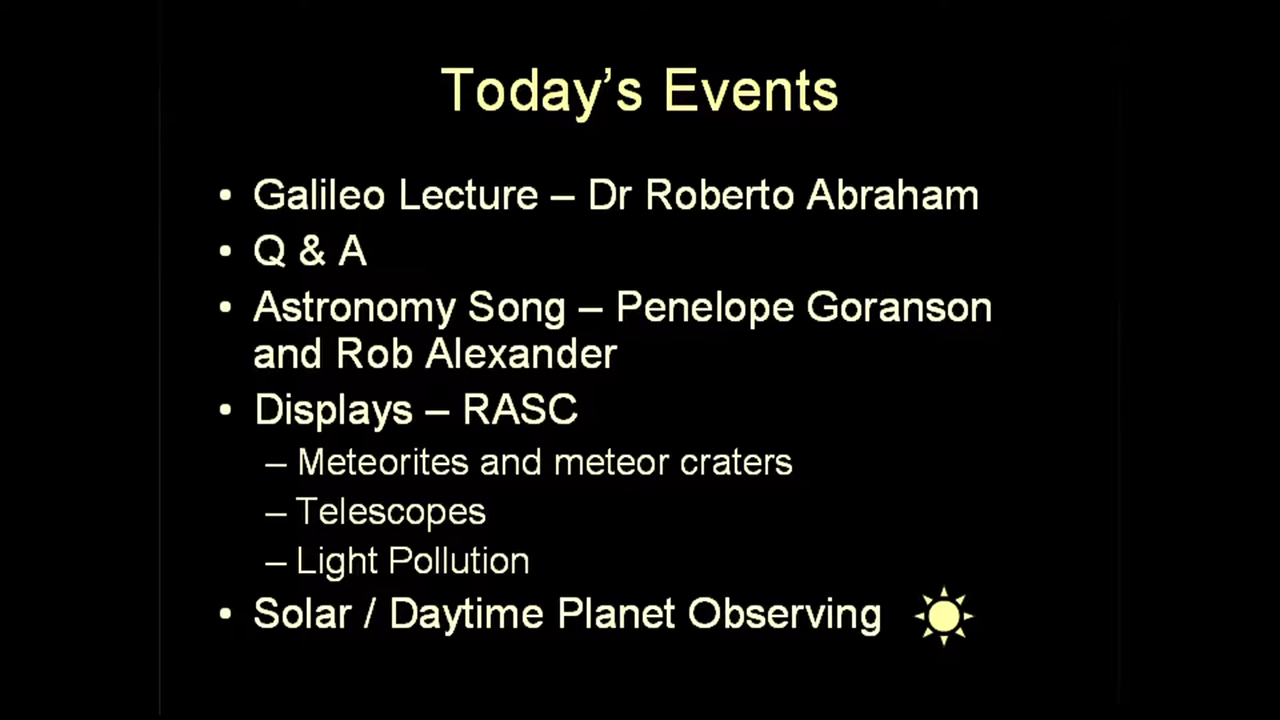 Today’s Events
• Galileo Lecture – Dr Roberto Abraham
• Q & A
• Astronomy Song – Penelope Goranson
and Rob Alexander
• Displays – RASC
– Meteorites and meteor craters
– Telescopes
– Light Pollution
• Solar / Daytime Planet Observing